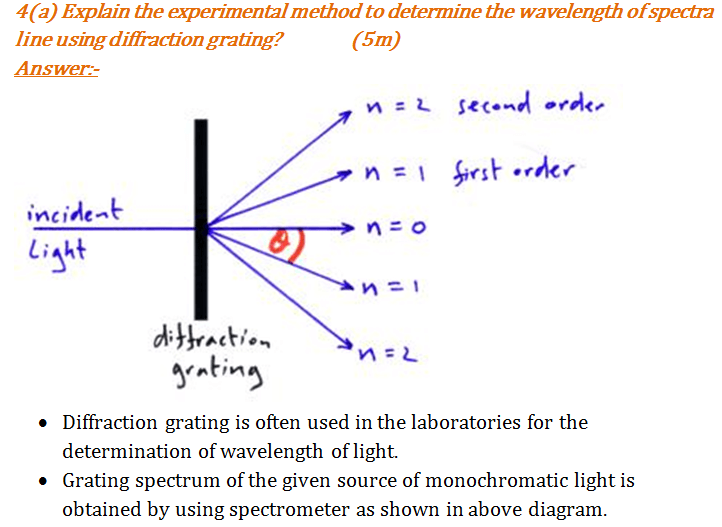 4(a) Explain the experimental method to determine the wavelength of spectra
line using diffraction grating? (5m)
Answer:-
n = 2 second order
n = 1 first order
incident
Light
n = 0
θ
n = 1
diffraction
grating
n = 2
• Diffraction grating is often used in the laboratories for the
determination of wavelength of light.
• Grating spectrum of the given source of monochromatic light is
obtained by using spectrometer as shown in above diagram.